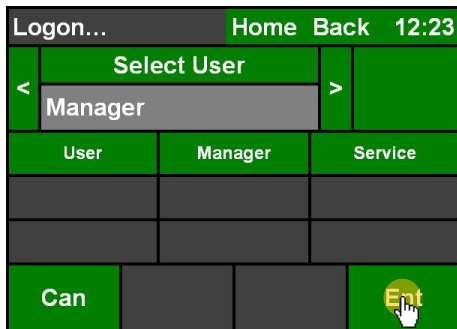 Logon... Home Back 12:23
Select User
< >
Manager
User Manager Service
Can Ent